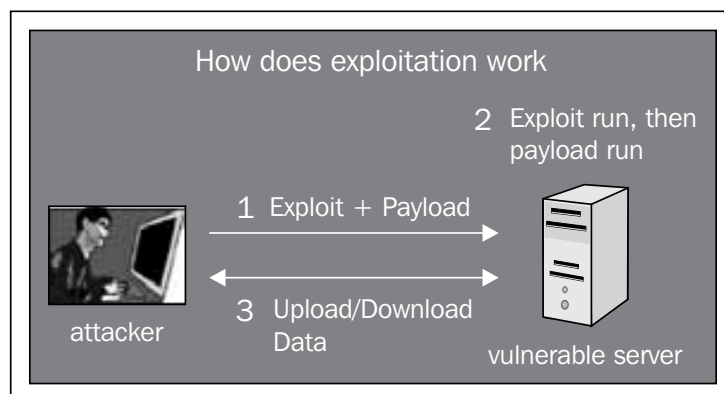 How does exploitation work
2 Exploit run, then
payload run
1 Exploit + Payload
3 Upload/Download
Data
attacker
vulnerable server